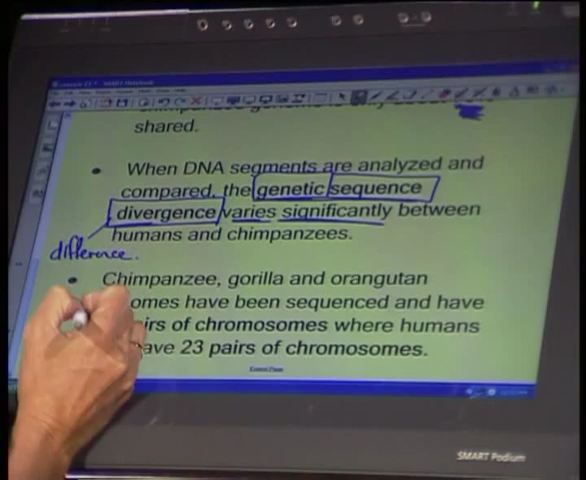 shared.
• When DNA segments are analyzed and
compared, the genetic sequence
divergence varies significantly between
humans and chimpanzees.
difference.
• Chimpanzee, gorilla and orangutan
omes have been sequenced and have
irs of chromosomes where humans
ave 23 pairs of chromosomes.
SMART Podium